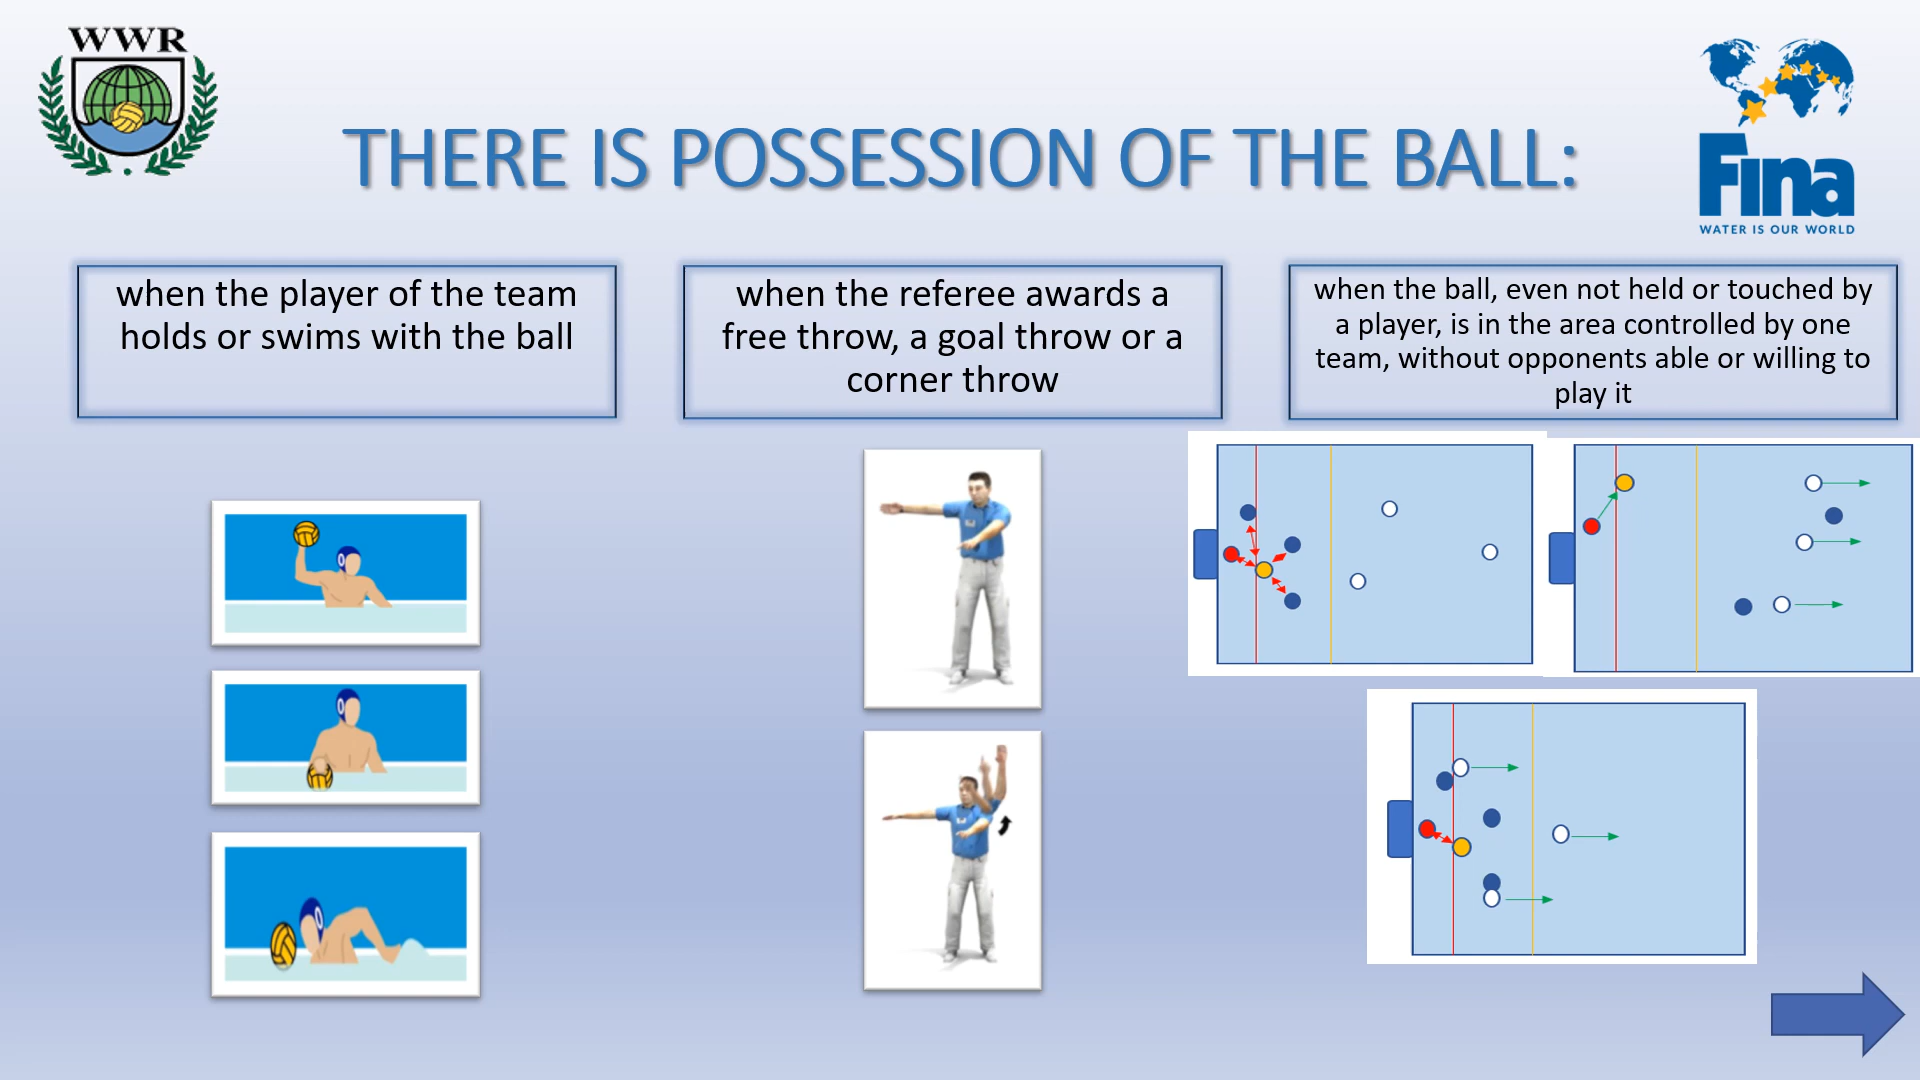 WWR
THERE IS POSSESSION OF THE BALL:
FINA
WATER IS OUR WORLD
when the player of the team
holds or swims with the ball
when the referee awards a
free throw, a goal throw or a
corner throw
when the ball, even not held or touched by
a player, is in the area controlled by one
team, without opponents able or willing to
play it